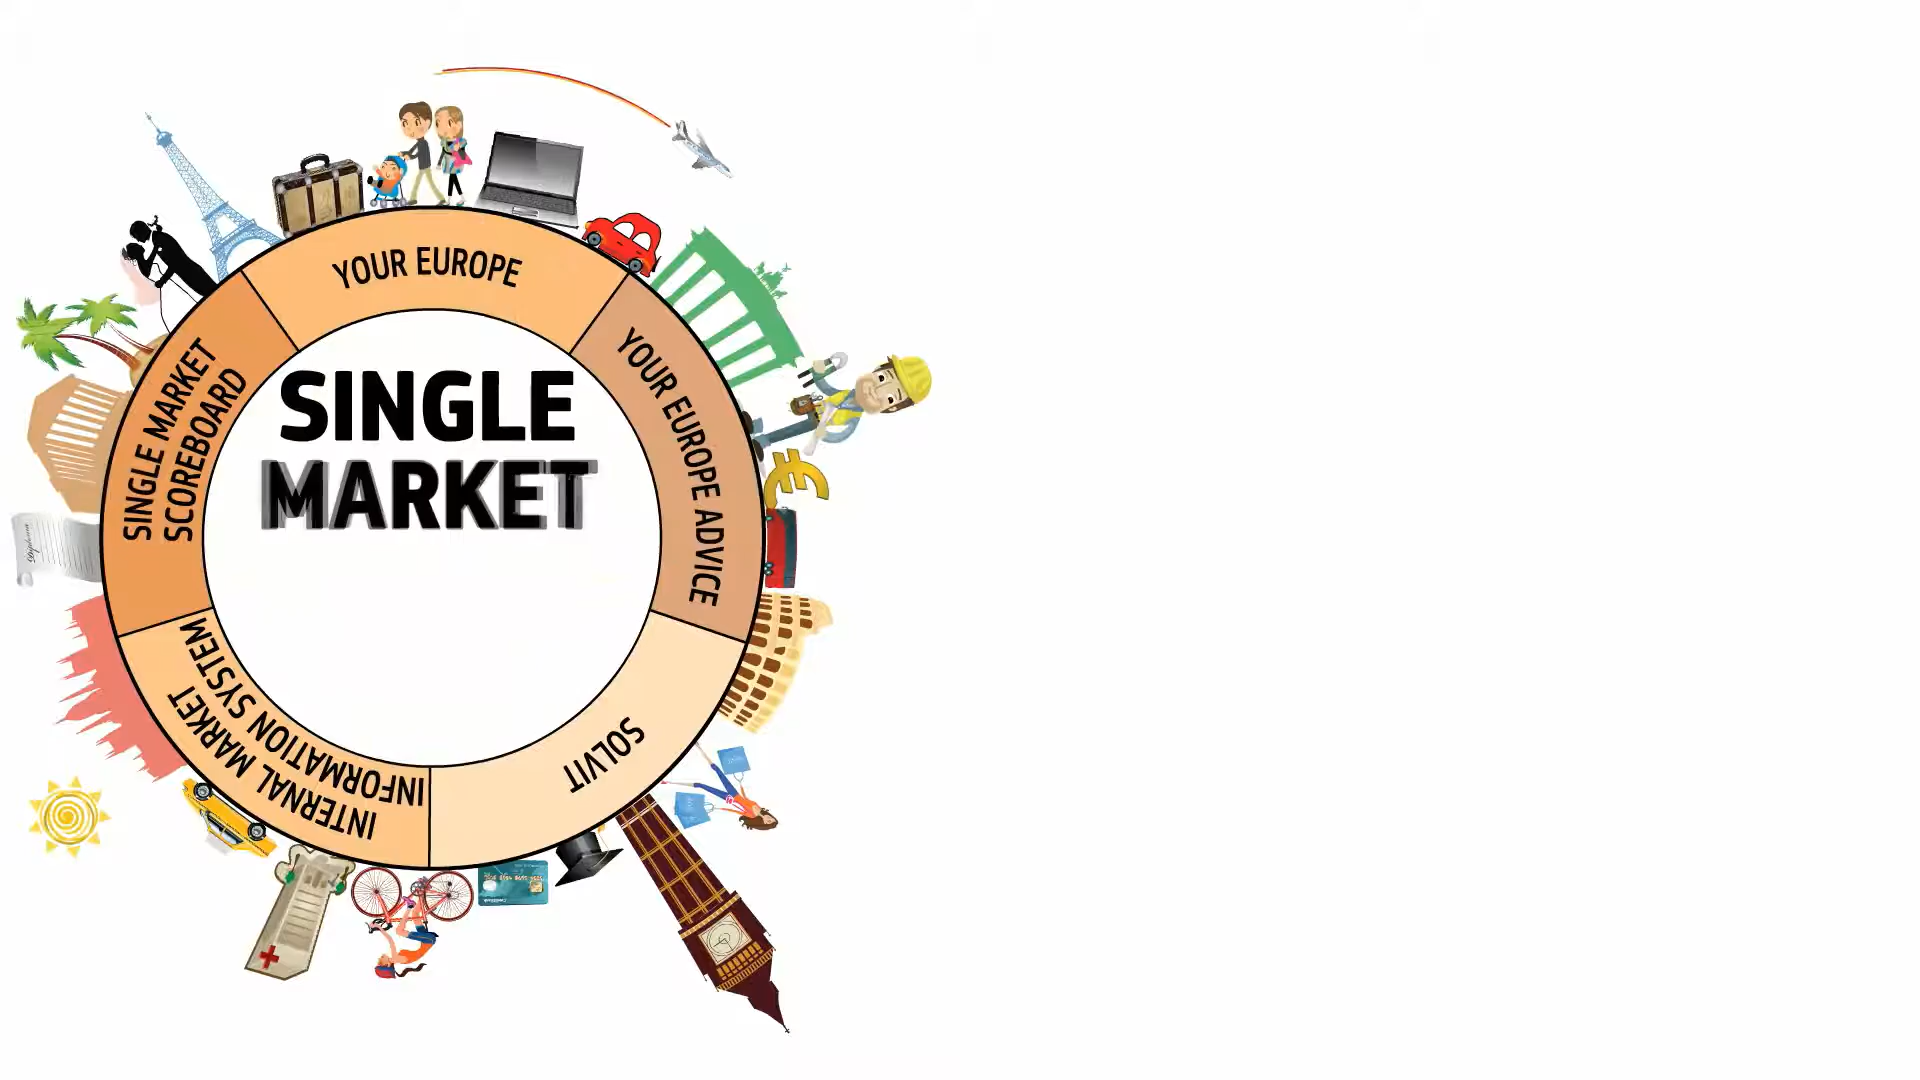 YOUR EUROPE
SINGLE MARKET
SCOREBOARD
YOUR EUROPE ADVICE
SINGLE
MARKET
INTERNAL MARKET
INFORMATION SYSTEM
SOLVIT